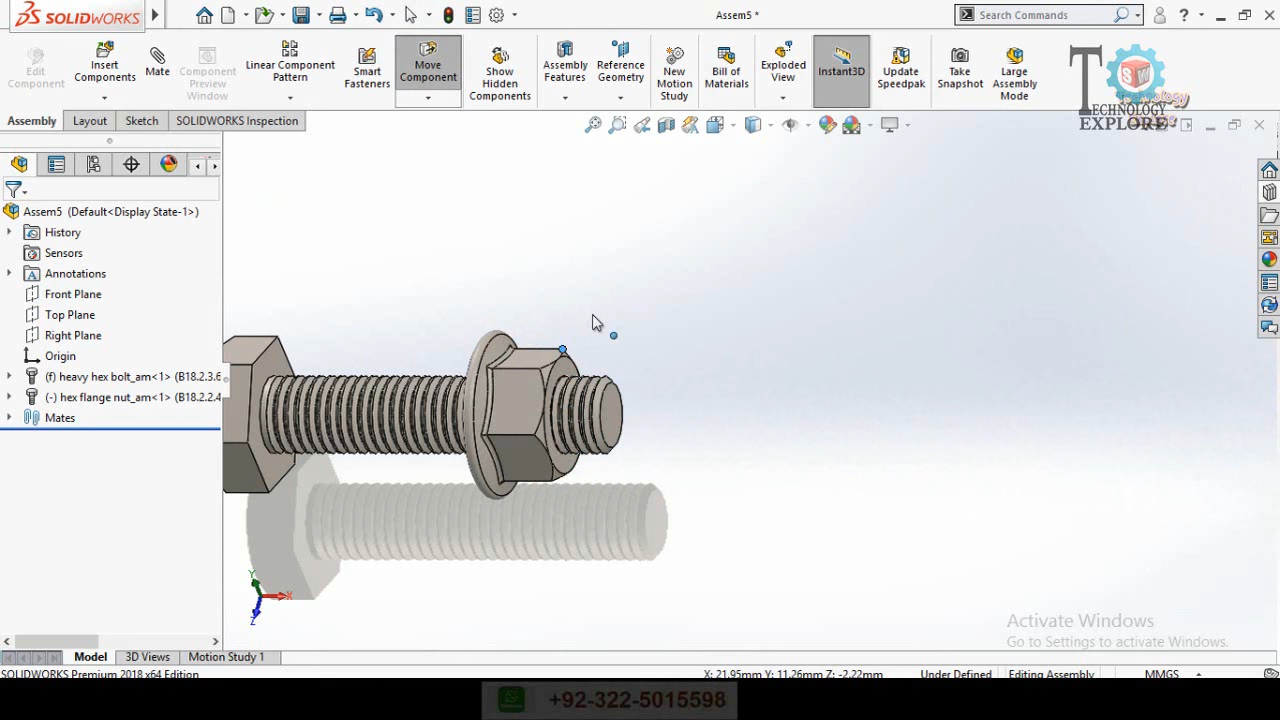 SOLIDWORKS
Assem5 *
Search Commands
Edit Component
Insert Components
Mate
Component Preview Window
Linear Component Pattern
Smart Fasteners
Move Component
Show Hidden Components
Assembly Features
Reference Geometry
New Motion Study
Bill of Materials
Exploded View
Instant3D
Update Speedpak
Take Snapshot
Large Assembly Mode
TECHNOLOGY
EXPLORE
Assembly Layout Sketch SOLIDWORKS Inspection
Assem5 (Default<Display State-1>)
History
Sensors
Annotations
Front Plane
Top Plane
Right Plane
Origin
(f) heavy hex bolt_am<1> (B18.2.3.6
(-) hex flange nut_am<1> (B18.2.2.4
Mates
Y
X
Z
Activate Windows
Go to Settings to activate Windows.
Model 3D Views Motion Study 1
SOLIDWORKS Premium 2018 x64 Edition
X: 21.95mm Y: 11.26mm Z: -2.22mm Under Defined Editing Assembly MMGS
+92-322-5015598